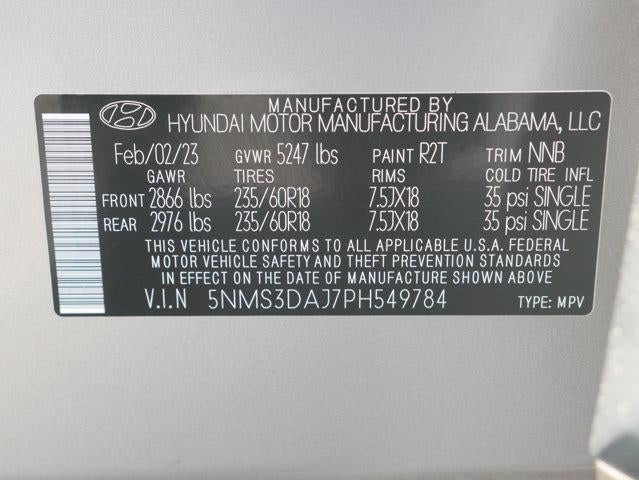 MANUFACTURED BY
HYUNDAI MOTOR MANUFACTURING ALABAMA, LLC
Feb/02/23 GVWR 5247 lbs PAINT R2T TRIM NNB
GAWR TIRES RIMS COLD TIRE INFL
FRONT 2866 lbs 235/60R18 7.5JX18 35 psi SINGLE
REAR 2976 lbs 235/60R18 7.5JX18 35 psi SINGLE
THIS VEHICLE CONFORMS TO ALL APPLICABLE U.S.A. FEDERAL
MOTOR VEHICLE SAFETY AND THEFT PREVENTION STANDARDS
IN EFFECT ON THE DATE OF MANUFACTURE SHOWN ABOVE.
V.I.N 5NMS3DAJ7PH549784 TYPE: MPV